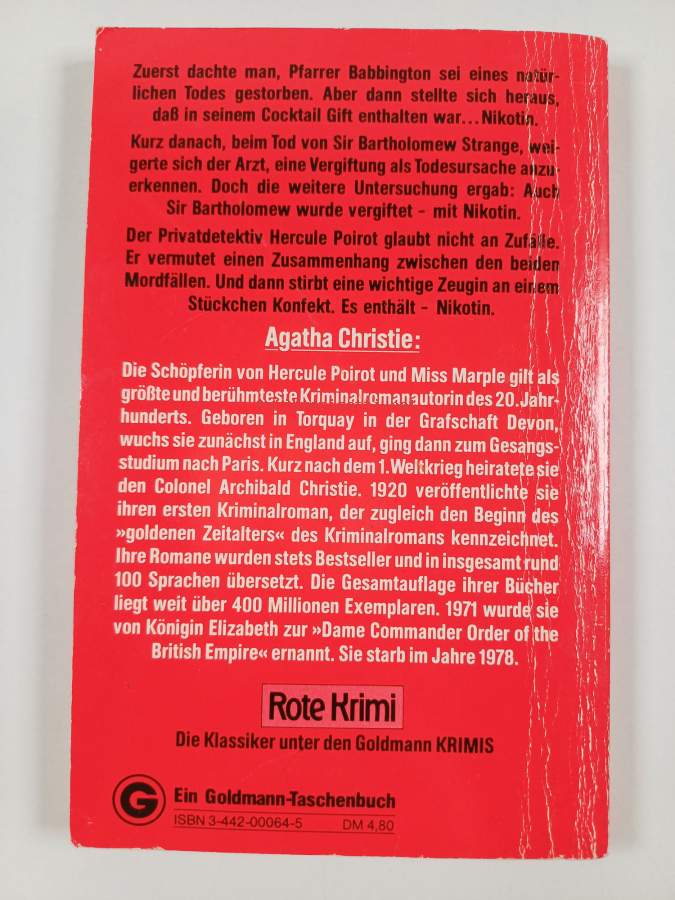 Zuerst dachte man, Pfarrer Babbington sei eines natür-
lichen Todes gestorben. Aber dann stellte sich heraus,
daß in seinem Cocktail Gift enthalten war...Nikotin.
Kurz danach, beim Tod von Sir Bartholomew Strange, wei-
gerte sich der Arzt, eine Vergiftung als Todesursache anzu-
erkennen. Doch die weitere Untersuchung ergab: Auch
Sir Bartholomew wurde vergiftet – mit Nikotin.
Der Privatdetektiv Hercule Poirot glaubt nicht an Zufälle.
Er vermutet einen Zusammenhang zwischen den beiden
Mordfällen. Und dann stirbt eine wichtige Zeugin an einem
Stückchen Konfekt. Es enthält – Nikotin.
Agatha Christie:
Die Schöpferin von Hercule Poirot und Miss Marple gilt als
größte und berühmteste Kriminalromanautorin des 20. Jahr-
hunderts. Geboren in Torquay in der Grafschaft Devon,
wuchs sie zunächst in England auf, ging dann zum Gesangs-
studium nach Paris. Kurz nach dem 1. Weltkrieg heiratete sie
den Colonel Archibald Christie. 1920 veröffentlichte sie
ihren ersten Kriminalroman, der zugleich den Beginn des
»goldenen Zeitalters« des Kriminalromans kennzeichnet.
Ihre Romane wurden stets Bestseller und in insgesamt rund
100 Sprachen übersetzt. Die Gesamtauflage ihrer Bücher
liegt weit über 400 Millionen Exemplaren. 1971 wurde sie
von Königin Elizabeth zur »Dame Commander Order of the
British Empire« ernannt. Sie starb im Jahre 1978.
Rote Krimi
Die Klassiker unter den Goldmann KRIMIS
G Ein Goldmann-Taschenbuch
ISBN 3-442-00064-5 DM 4,80